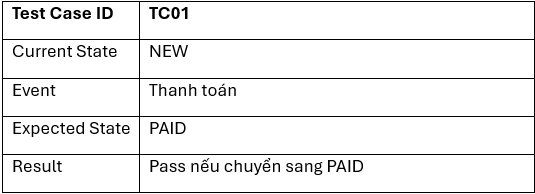 Test Case ID TC01
Current State NEW
Event Thanh toán
Expected State PAID
Result Pass nếu chuyển sang PAID